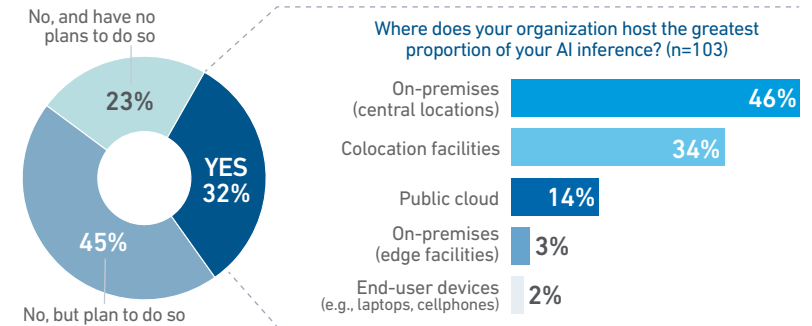 No, and have no
plans to do so
23%
YES
32%
45%
No, but plan to do so
Where does your organization host the greatest
proportion of your AI inference? (n=103)
On-premises
(central locations)
46%
Colocation facilities
34%
Public cloud
14%
On-premises
(edge facilities)
3%
End-user devices
(e.g., laptops, cellphones)
2%